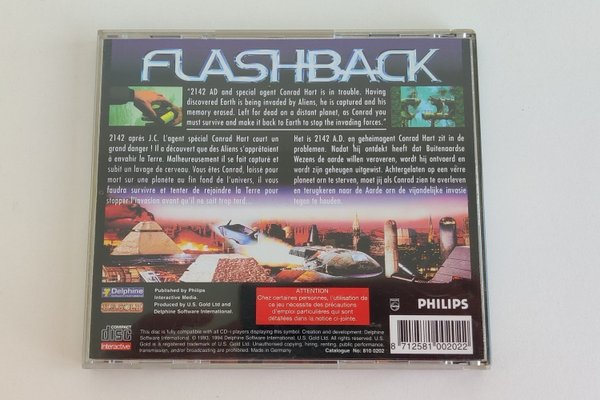 FLASHBACK
"2142 AD and special agent Conrad Hart is in trouble. Having
discovered Earth is being invaded by Aliens, he is captured and his
memory erased. Left for dead on a distant planet, as Conrad you
must survive and make it back to Earth to stop the invading forces."
2142 après J.C. L'agent spécial Conrad Hart court un
grand danger ! Il a découvert que des Aliens s'apprêtaient
à envahir la Terre. Malheureusement il se fait capturé et
subit un lavage de cerveau. Vous êtes Conrad, laissé pour
mort sur une planète au fin fond de l'univers, il vous
faudra survivre et tenter de rejoindre la Terre pour
stopper l'invasion avant qu'il ne soit trop tard...
Het is 2142 A.D. en geheimagent Conrad Hart zit in de
problemen. Nadat hij ontdekt heeft dat Buitenaardse
Wezens de aarde willen veroveren, wordt hij ontvoerd en
wordt zijn geheugen uitgewist. Achtergelaten op een vèrre
planeet om te sterven, moet jij als Conrad zien te overleven
en terugkeren naar de Aarde om de vijandelijke invasie
tegen te houden.
Delphine
Published by Philips
Interactive Media.
Produced by U.S. Gold Ltd and
Delphine Software International.
U.S. GOLD
ATTENTION
Chez certaines personnes, l'utilisation de
ce jeu nécessite des précautions
d'emploi particulières qui sont
détaillées dans la notice ci-jointe.
PHILIPS
COMPACT
disc
Interactive
This disc is fully compatible with all CD-i players displaying this symbol. Creation and development: Delphine
Software International. © 1993, 1994 Delphine Software International. All rights reserved. U.S.
Gold is a registered trademark of U.S. Gold Ltd. Unauthorised copying, hiring, renting, public performance,
transmission, and/or broadcasting are prohibited. Made in Germany Catalogue No: 810 0202
8 712581 002022